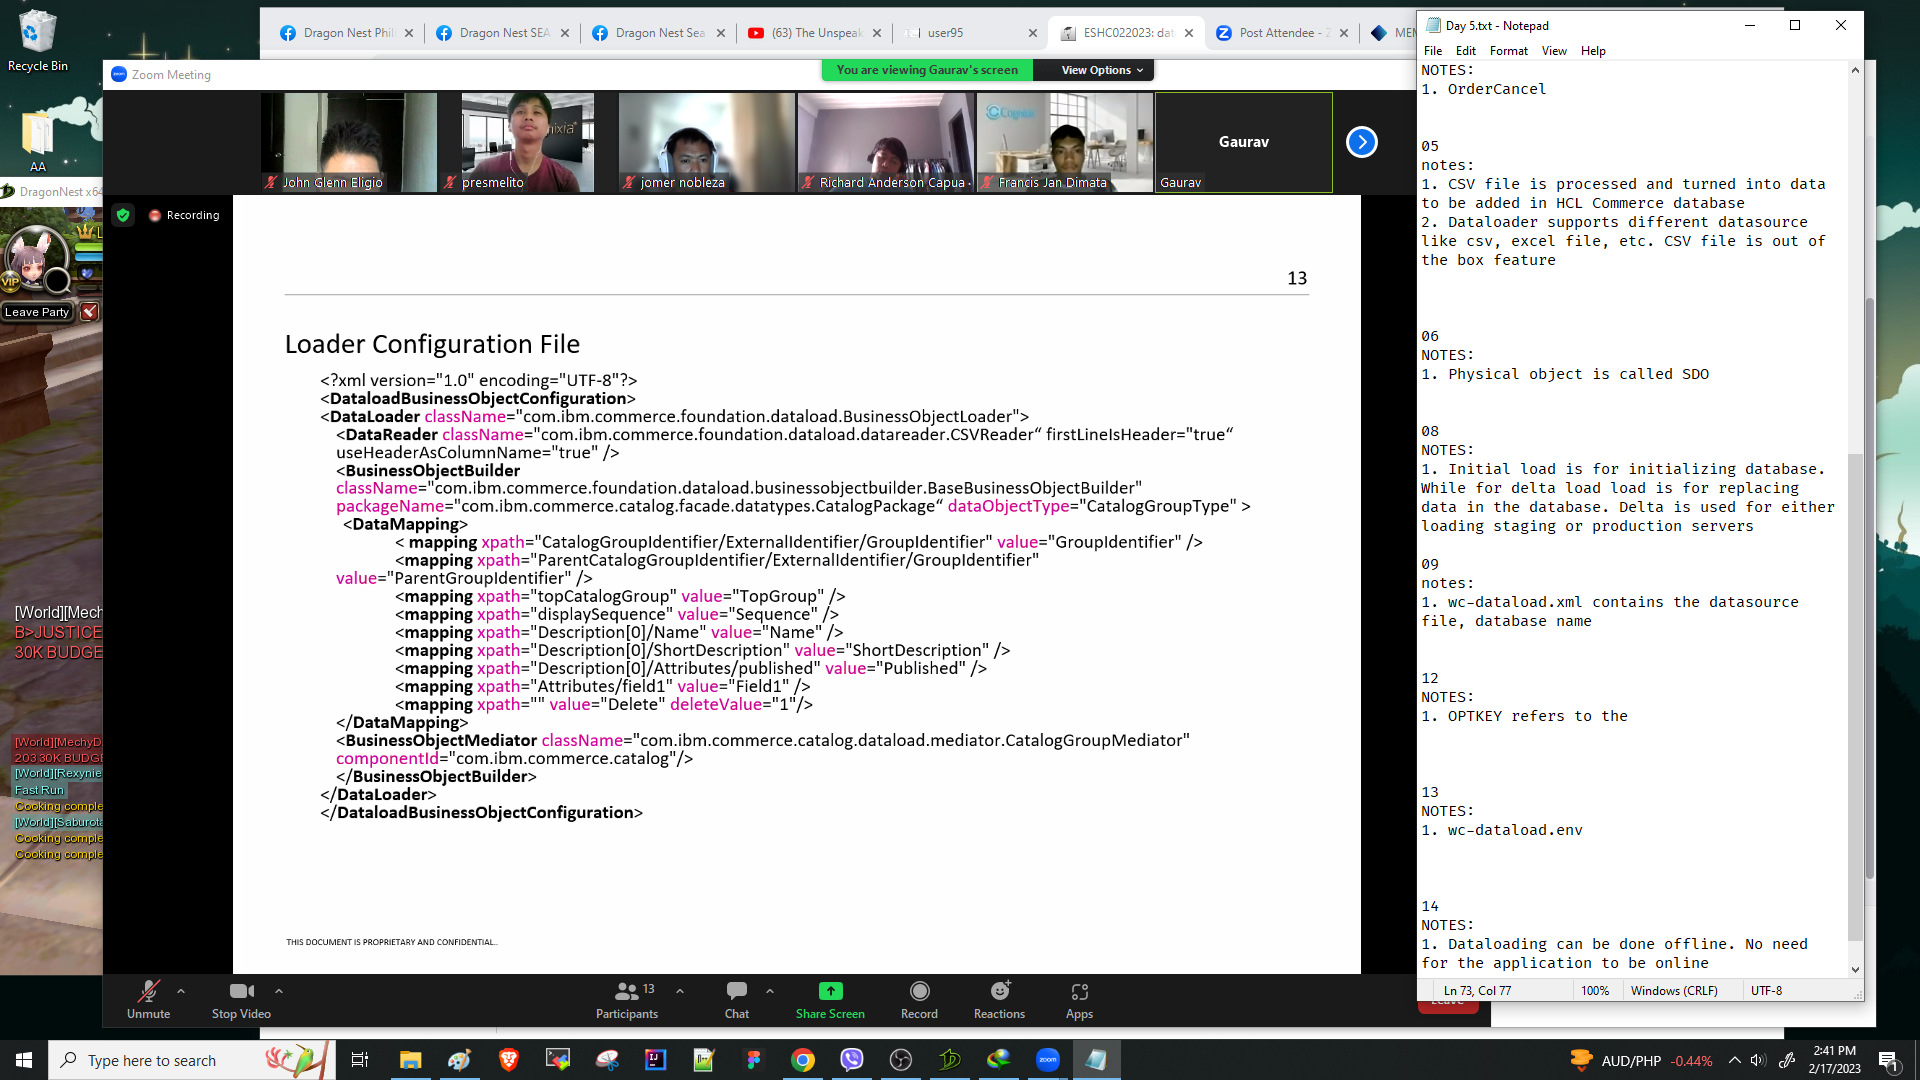 Recycle Bin
AA
DragonNest x64
VIP
Leave Party
[World][Mech
B>JUSTICE
30K BUDGE
[World][MechyD
203 30K BUDGE
[World][Rexynie
Fast Run
Cooking comple
[World][Saburota
Cooking comple
Cooking comple
Dragon Nest Phil
Dragon Nest SEA
Dragon Nest Sea
(63) The Unspeak
user95
ESHC022023: dat
Post Attendee - Z
MEM
Zoom Meeting
You are viewing Gaurav's screen
View Options
John Glenn Eligio
presmelito
jomer nobleza
Richard Anderson Capua
Francis Jan Dimata
Gaurav
Gaurav
Recording
13
Loader Configuration File
<?xml version="1.0" encoding="UTF-8"?>
<DataloadBusinessObjectConfiguration>
<DataLoader className="com.ibm.commerce.foundation.dataload.BusinessObjectLoader">
<DataReader className="com.ibm.commerce.foundation.dataload.datareader.CSVReader“ firstLineIsHeader="true“
useHeaderAsColumnName="true" />
<BusinessObjectBuilder
className="com.ibm.commerce.foundation.dataload.businessobjectbuilder.BaseBusinessObjectBuilder"
packageName="com.ibm.commerce.catalog.facade.datatypes.CatalogPackage“ dataObjectType="CatalogGroupType" >
<DataMapping>
< mapping xpath="CatalogGroupIdentifier/ExternalIdentifier/GroupIdentifier" value="GroupIdentifier" />
<mapping xpath="ParentCatalogGroupIdentifier/ExternalIdentifier/GroupIdentifier"
value="ParentGroupIdentifier" />
<mapping xpath="topCatalogGroup" value="TopGroup" />
<mapping xpath="displaySequence" value="Sequence" />
<mapping xpath="Description[0]/Name" value="Name" />
<mapping xpath="Description[0]/ShortDescription" value="ShortDescription" />
<mapping xpath="Description[0]/Attributes/published" value="Published" />
<mapping xpath="Attributes/field1" value="Field1" />
<mapping xpath="" value="Delete" deleteValue="1"/>
</DataMapping>
<BusinessObjectMediator className="com.ibm.commerce.catalog.dataload.mediator.CatalogGroupMediator"
componentId="com.ibm.commerce.catalog"/>
</BusinessObjectBuilder>
</DataLoader>
</DataloadBusinessObjectConfiguration>
THIS DOCUMENT IS PROPRIETARY AND CONFIDENTIAL..
Unmute
Stop Video
13
Participants
Chat
Share Screen
Record
Reactions
Apps
Day 5.txt - Notepad
File Edit Format View Help
NOTES:
1. OrderCancel
05
notes:
1. CSV file is processed and turned into data
to be added in HCL Commerce database
2. Dataloader supports different datasource
like csv, excel file, etc. CSV file is out of
the box feature
06
NOTES:
1. Physical object is called SDO
08
NOTES:
1. Initial load is for initializing database.
While for delta load load is for replacing
data in the database. Delta is used for either
loading staging or production servers
09
notes:
1. wc-dataload.xml contains the datasource
file, database name
12
NOTES:
1. OPTKEY refers to the
13
NOTES:
1. wc-dataload.env
14
NOTES:
1. Dataloading can be done offline. No need
for the application to be online
Ln 73, Col 77
100%
Windows (CRLF)
UTF-8
Type here to search
AUD/PHP -0.44%
2:41 PM
2/17/2023
1